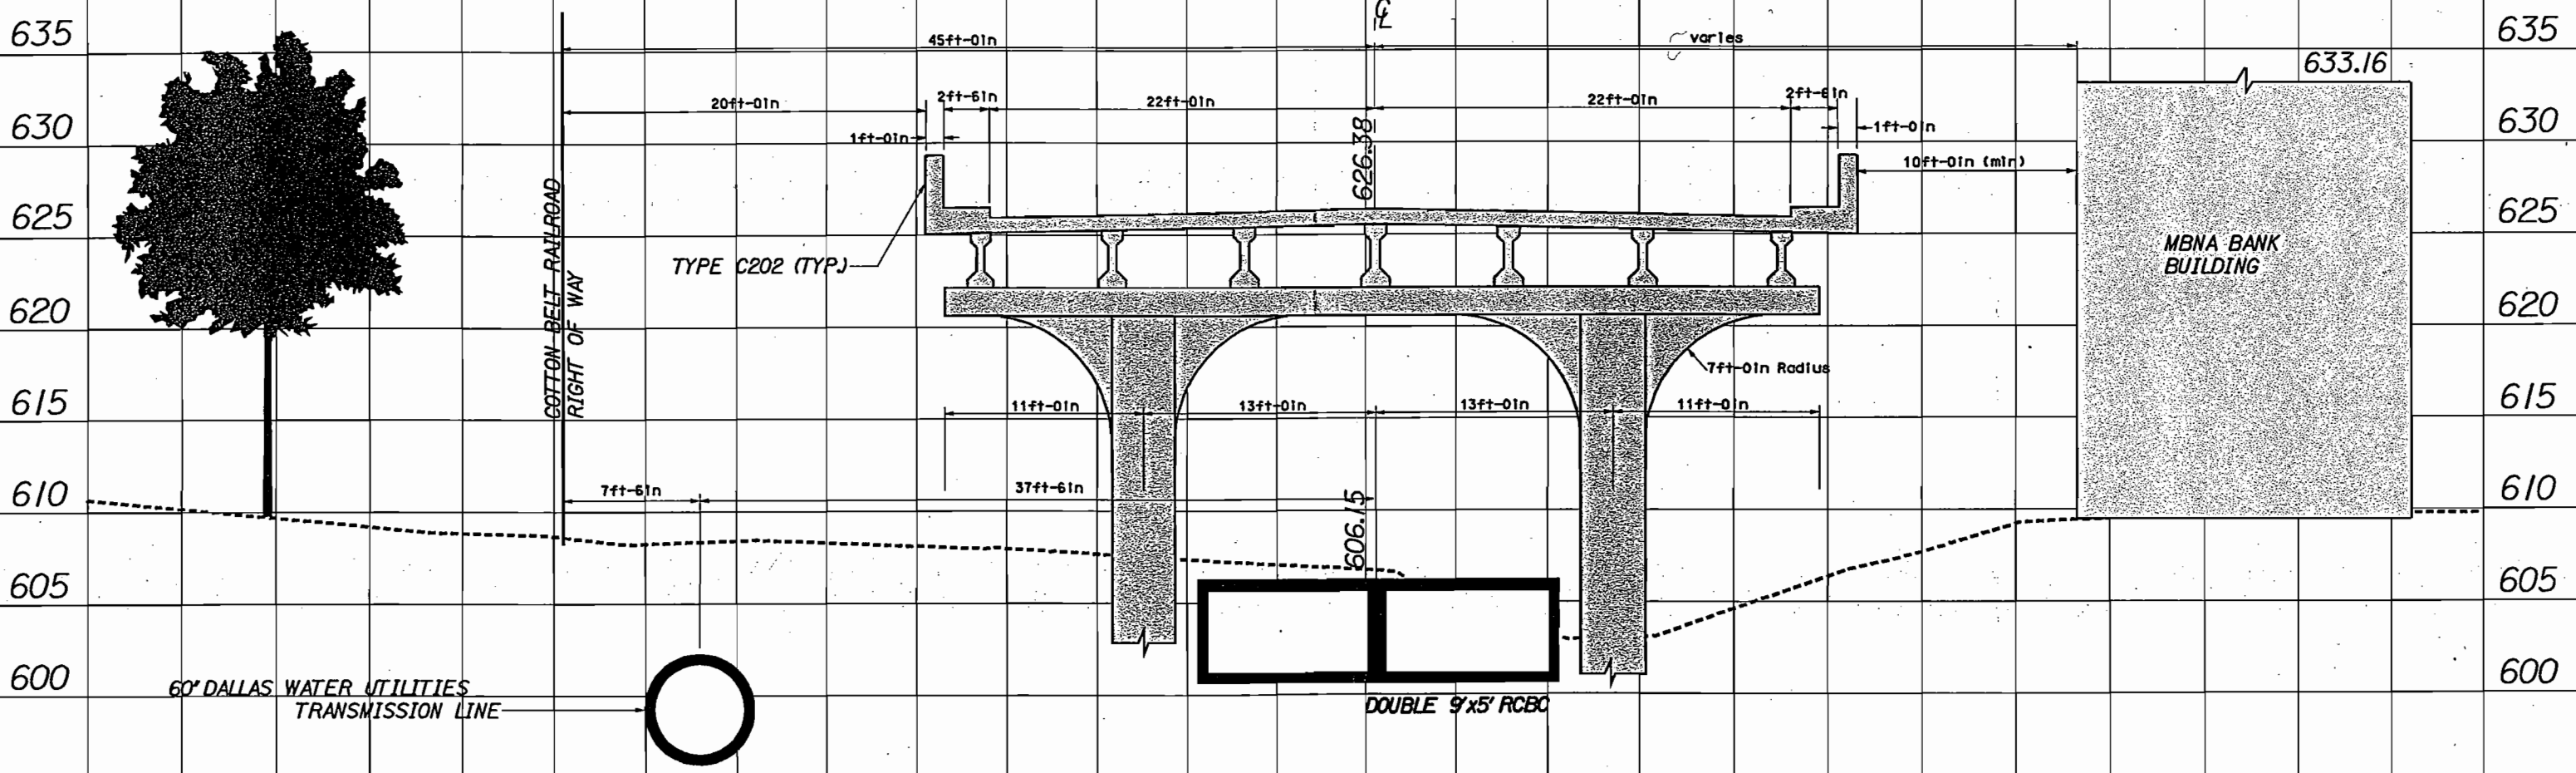 ℄
635
45ft-0in
varies
635
633.16
2ft-6in
20ft-0in
22ft-0in
22ft-0in
2ft-6in
630
1ft-0in
626.38
1ft-0in
630
10ft-0in (min)
625
COTTON BELT RAILROAD
RIGHT OF WAY
625
MBNA BANK
BUILDING
TYPE C202 (TYP.)
620
620
7ft-0in Radius
615
11ft-0in
13ft-0in
13ft-0in
11ft-0in
615
610
7ft-6in
37ft-6in
606.15
610
605
605
600
60" DALLAS WATER UTILITIES
TRANSMISSION LINE
600
DOUBLE 9'x5' RCBC